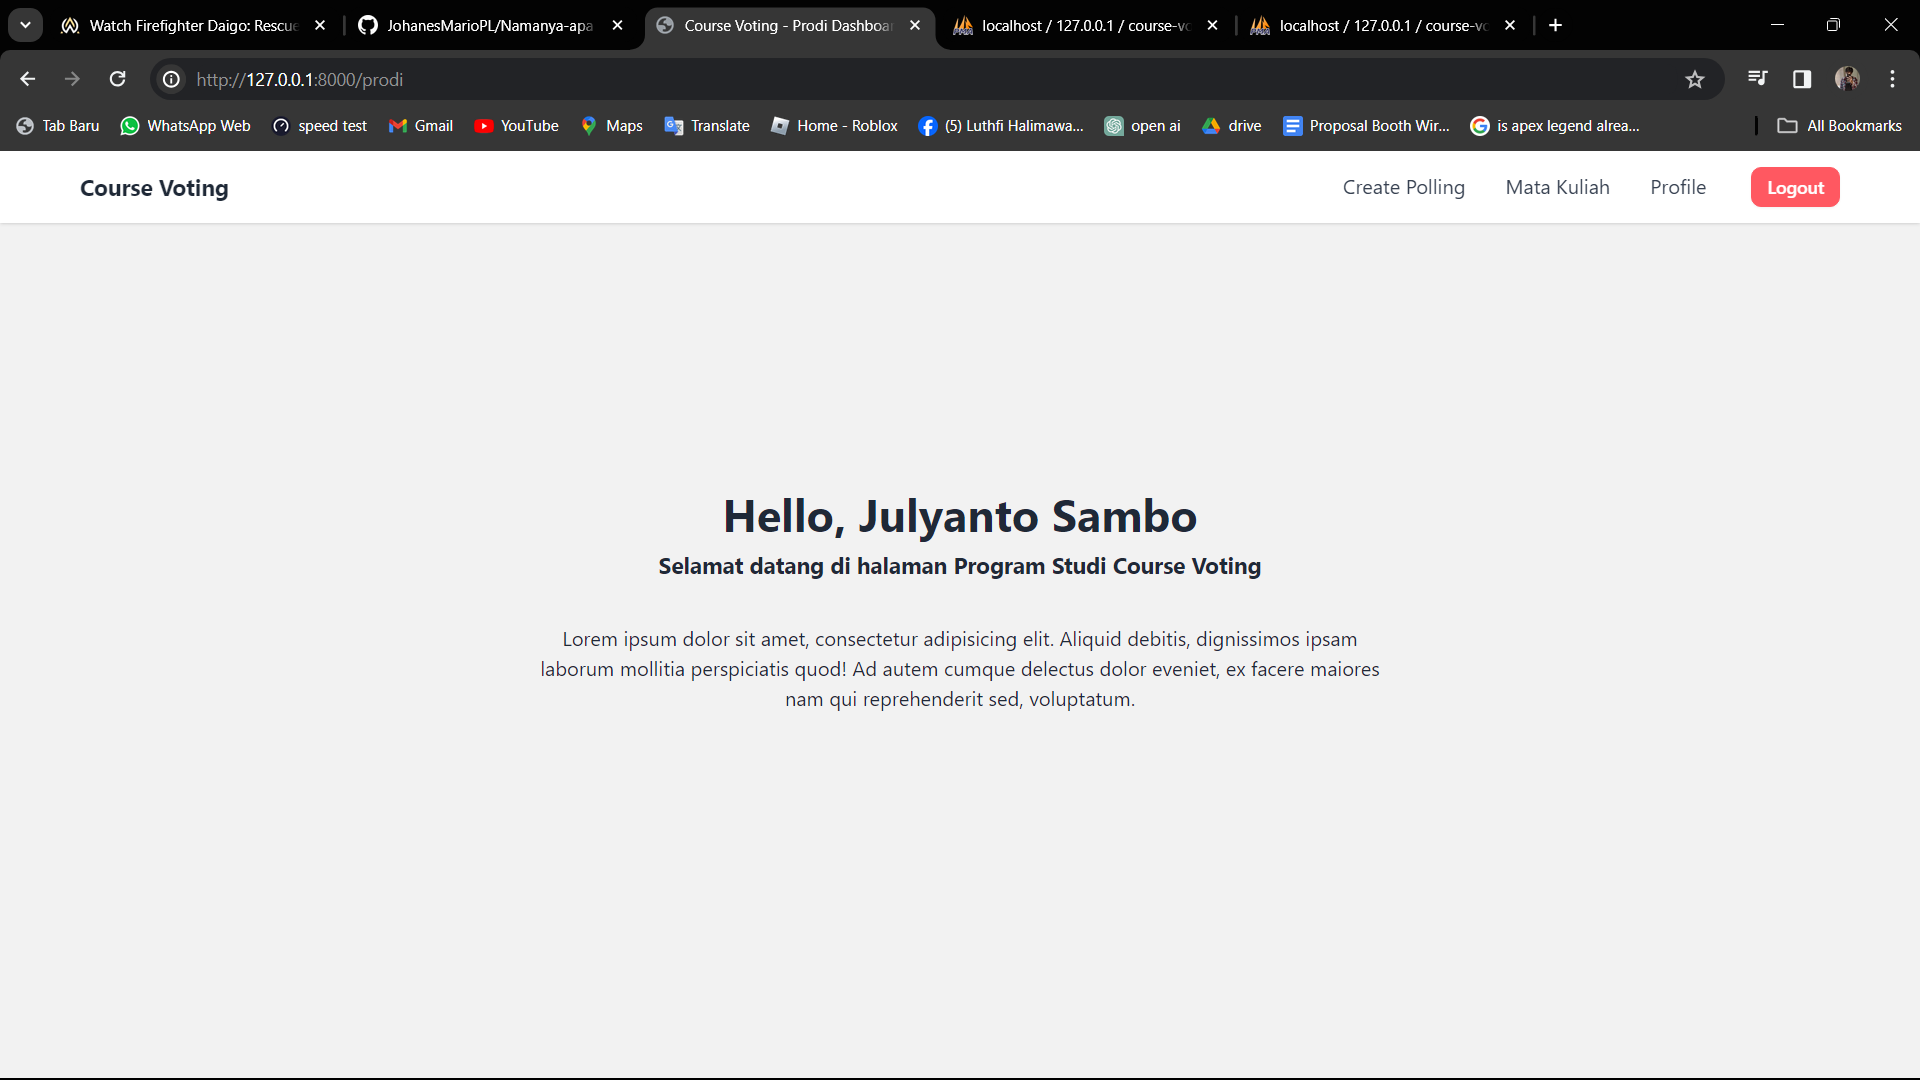 Watch Firefighter Daigo: Rescue
JohanesMarioPL/Namanya-apa
Course Voting - Prodi Dashboar
localhost / 127.0.0.1 / course-vo
localhost / 127.0.0.1 / course-vo
http://127.0.0.1:8000/prodi
Tab Baru
WhatsApp Web
speed test
Gmail
YouTube
Maps
Translate
Home - Roblox
(5) Luthfi Halimawa...
open ai
drive
Proposal Booth Wir...
is apex legend alrea...
All Bookmarks
Course Voting
Create Polling
Mata Kuliah
Profile
Logout
Hello, Julyanto Sambo
Selamat datang di halaman Program Studi Course Voting
Lorem ipsum dolor sit amet, consectetur adipisicing elit. Aliquid debitis, dignissimos ipsam
laborum mollitia perspiciatis quod! Ad autem cumque delectus dolor eveniet, ex facere maiores
nam qui reprehenderit sed, voluptatum.